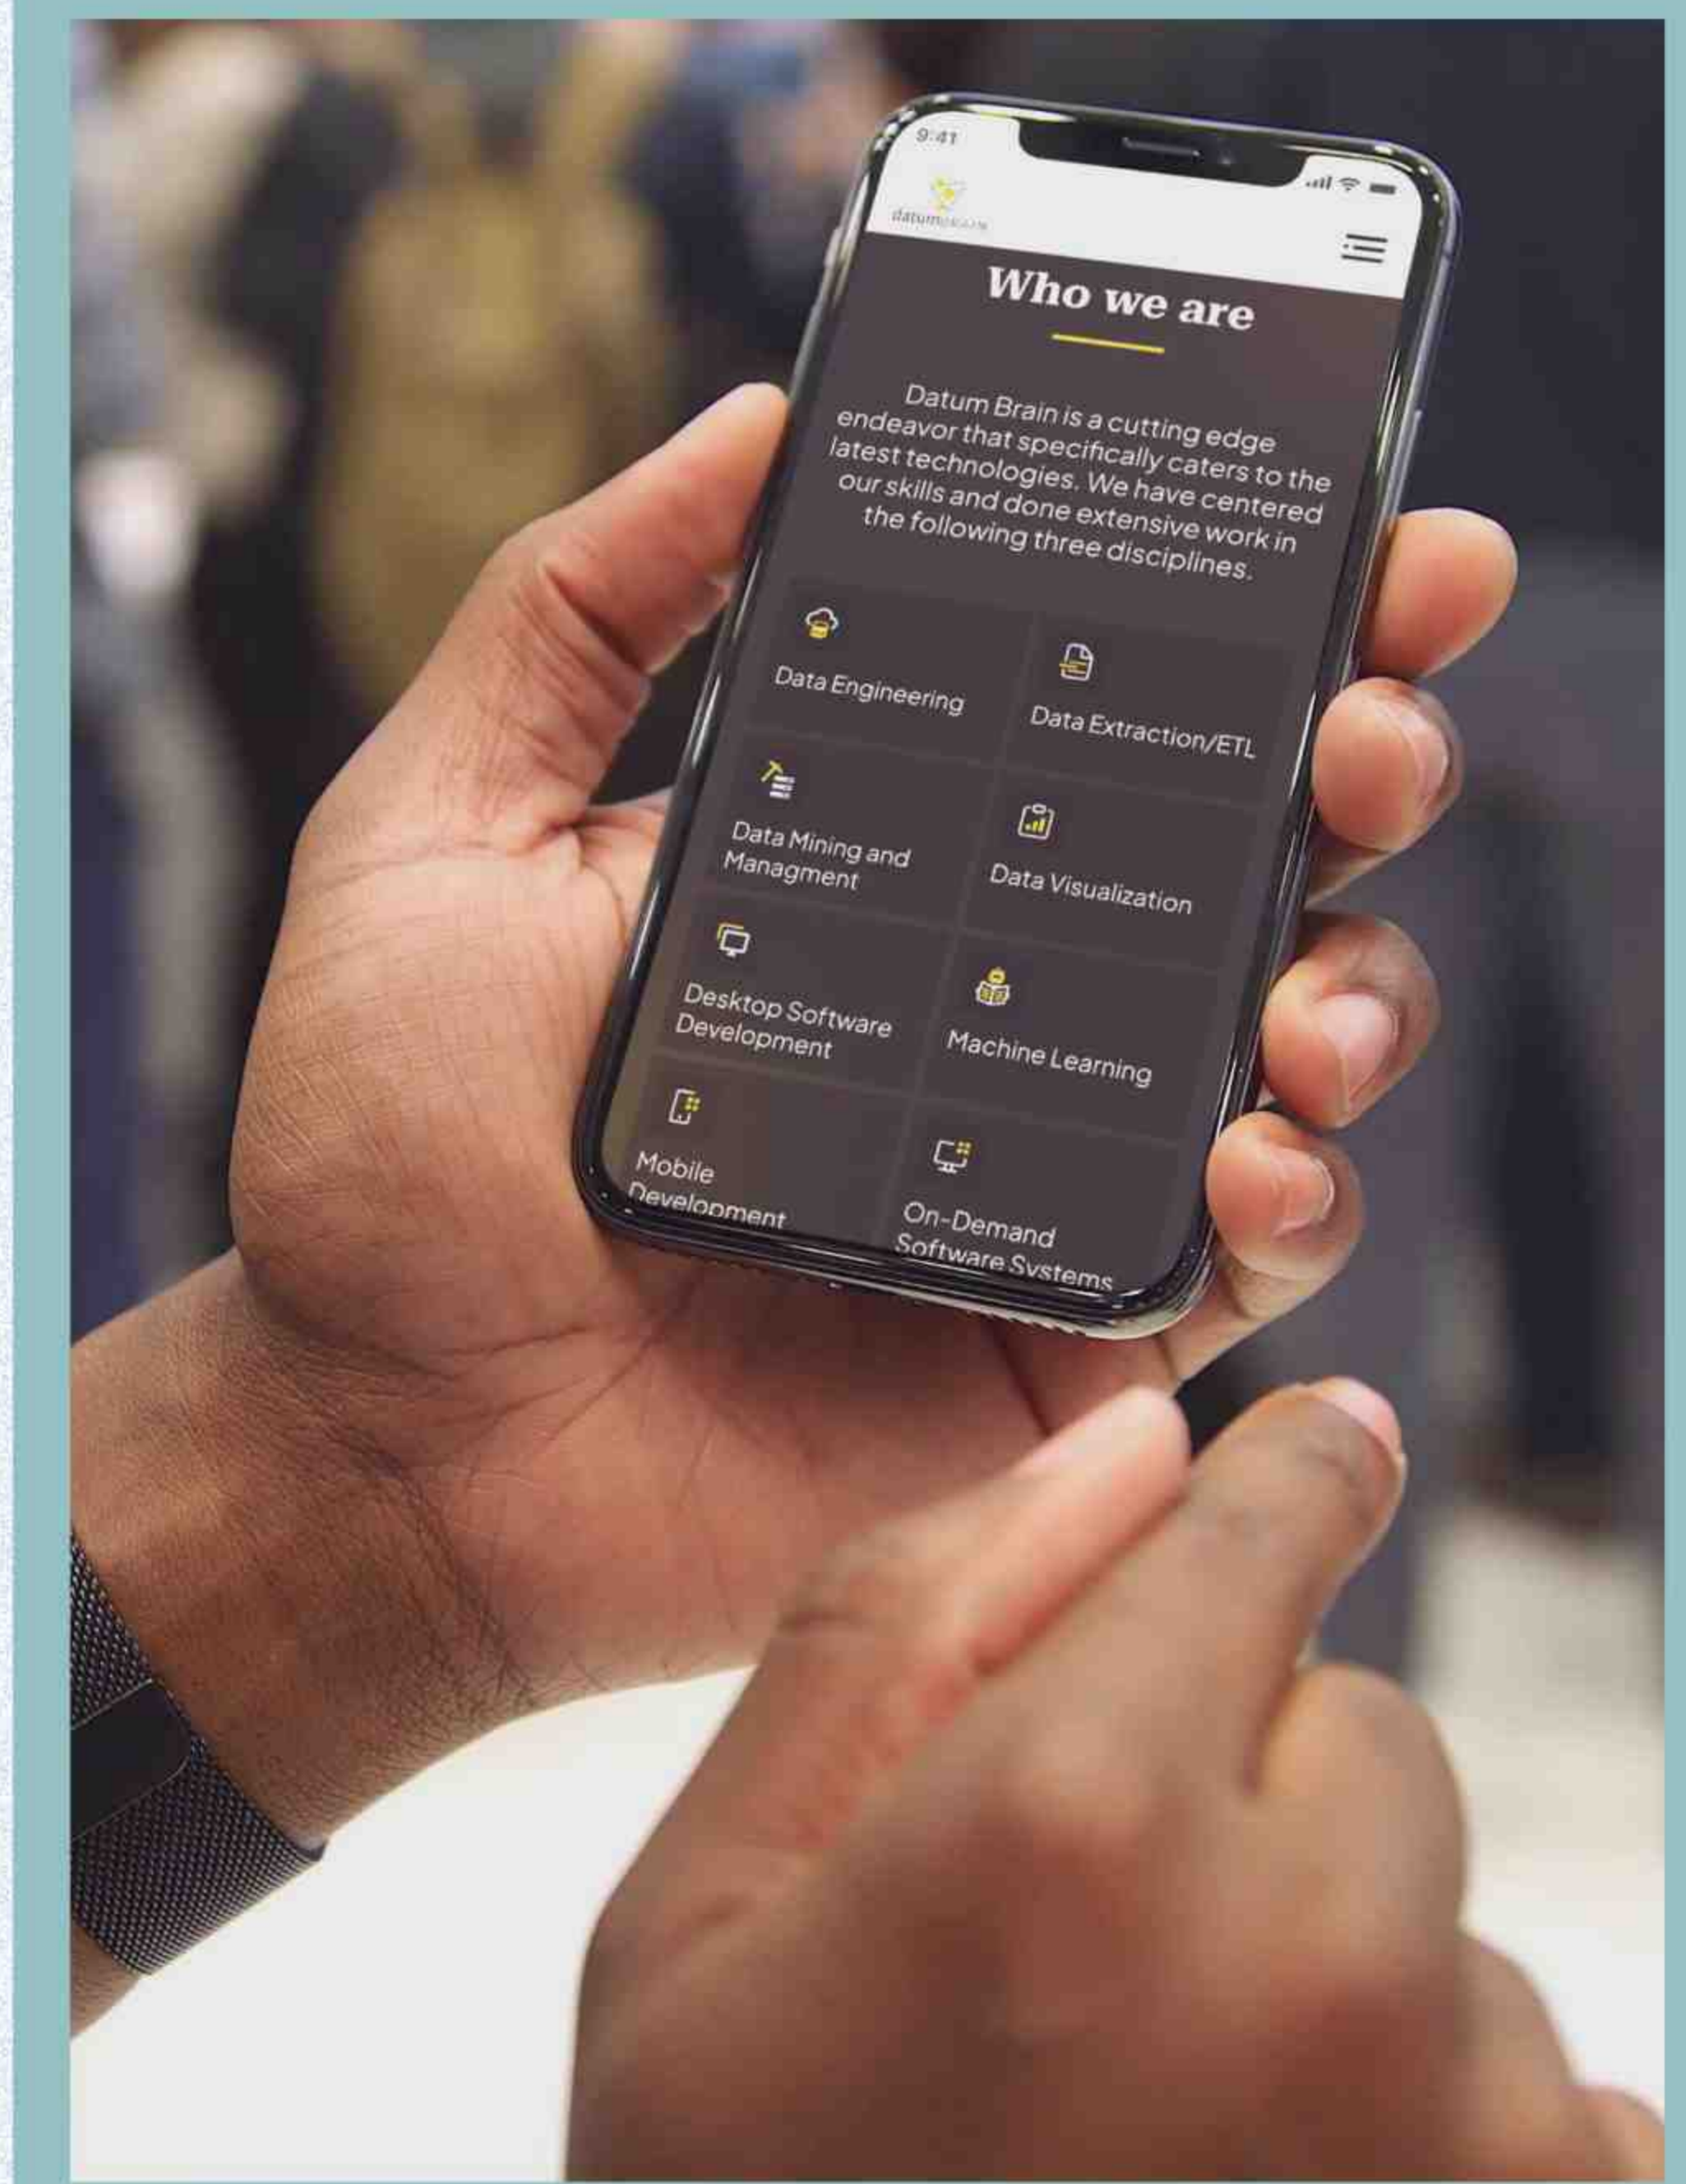 9:41
datumBRAIN
Who we are
Datum Brain is a cutting edge
endeavor that specifically caters to the
latest technologies. We have centered
our skills and done extensive work in
the following three disciplines.
Data Engineering
Data Extraction/ETL
Data Mining and
Managment
Data Visualization
Desktop Software
Development
Machine Learning
Mobile
Development
On-Demand
Software Systems